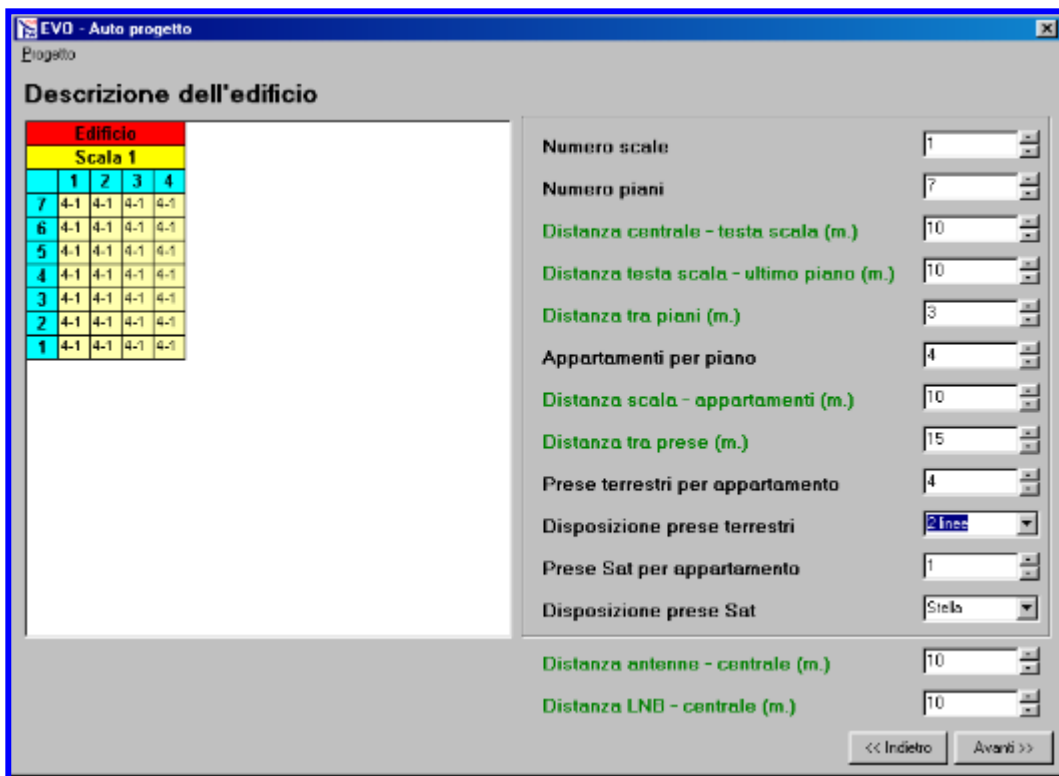 EVO - Auto progetto
Progetto
Descrizione dell'edificio
Edificio
Scala 1
1 2 3 4
7 4-1 4-1 4-1 4-1
6 4-1 4-1 4-1 4-1
5 4-1 4-1 4-1 4-1
4 4-1 4-1 4-1 4-1
3 4-1 4-1 4-1 4-1
2 4-1 4-1 4-1 4-1
1 4-1 4-1 4-1 4-1
Numero scale 1
Numero piani 7
Distanza centrale - testa scala (m.) 10
Distanza testa scala - ultimo piano (m.) 10
Distanza tra piani (m.) 3
Appartamenti per piano 4
Distanza scala - appartamenti (m.) 10
Distanza tra prese (m.) 15
Prese terrestri per appartamento 4
Disposizione prese terrestri 2 linee
Prese Sat per appartamento 1
Disposizione prese Sat Stella
Distanza antenne - centrale (m.) 10
Distanza LNB - centrale (m.) 10
<< Indietro Avanti >>